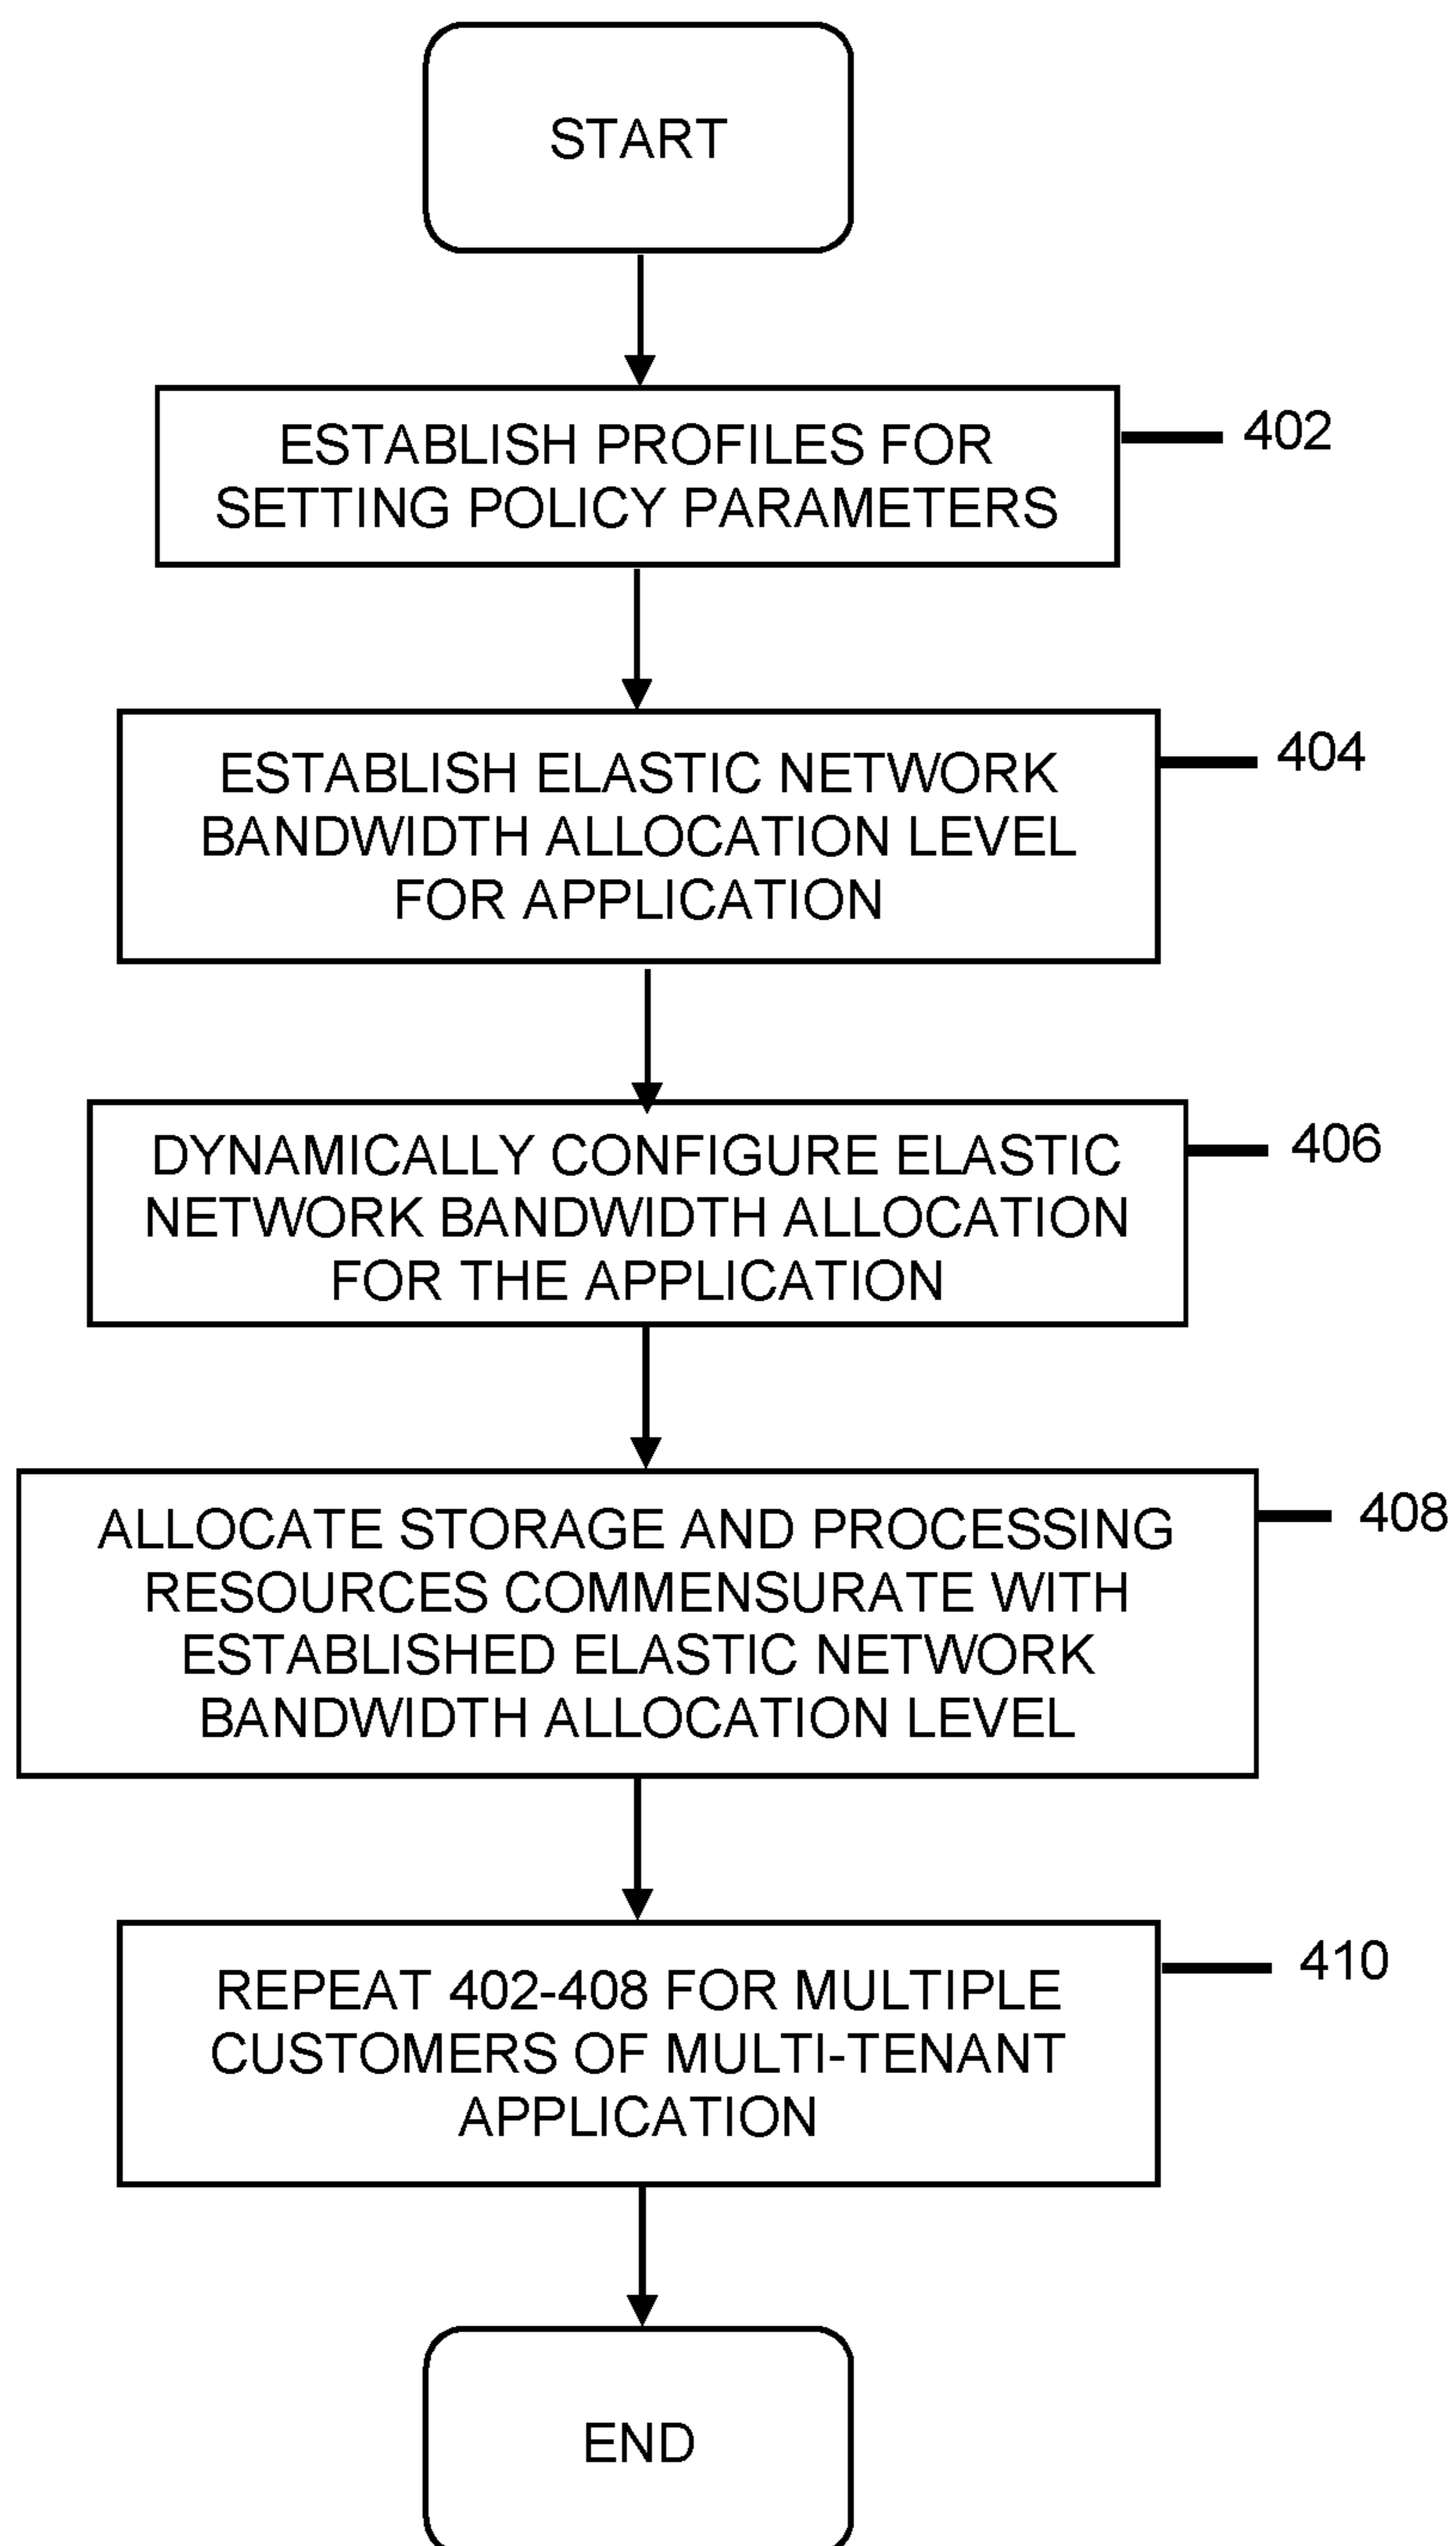 START
ESTABLISH PROFILES FOR
SETTING POLICY PARAMETERS
402
ESTABLISH ELASTIC NETWORK
BANDWIDTH ALLOCATION LEVEL
FOR APPLICATION
404
DYNAMICALLY CONFIGURE ELASTIC
NETWORK BANDWIDTH ALLOCATION
FOR THE APPLICATION
406
ALLOCATE STORAGE AND PROCESSING
RESOURCES COMMENSURATE WITH
ESTABLISHED ELASTIC NETWORK
BANDWIDTH ALLOCATION LEVEL
408
REPEAT 402-408 FOR MULTIPLE
CUSTOMERS OF MULTI-TENANT
APPLICATION
410
END